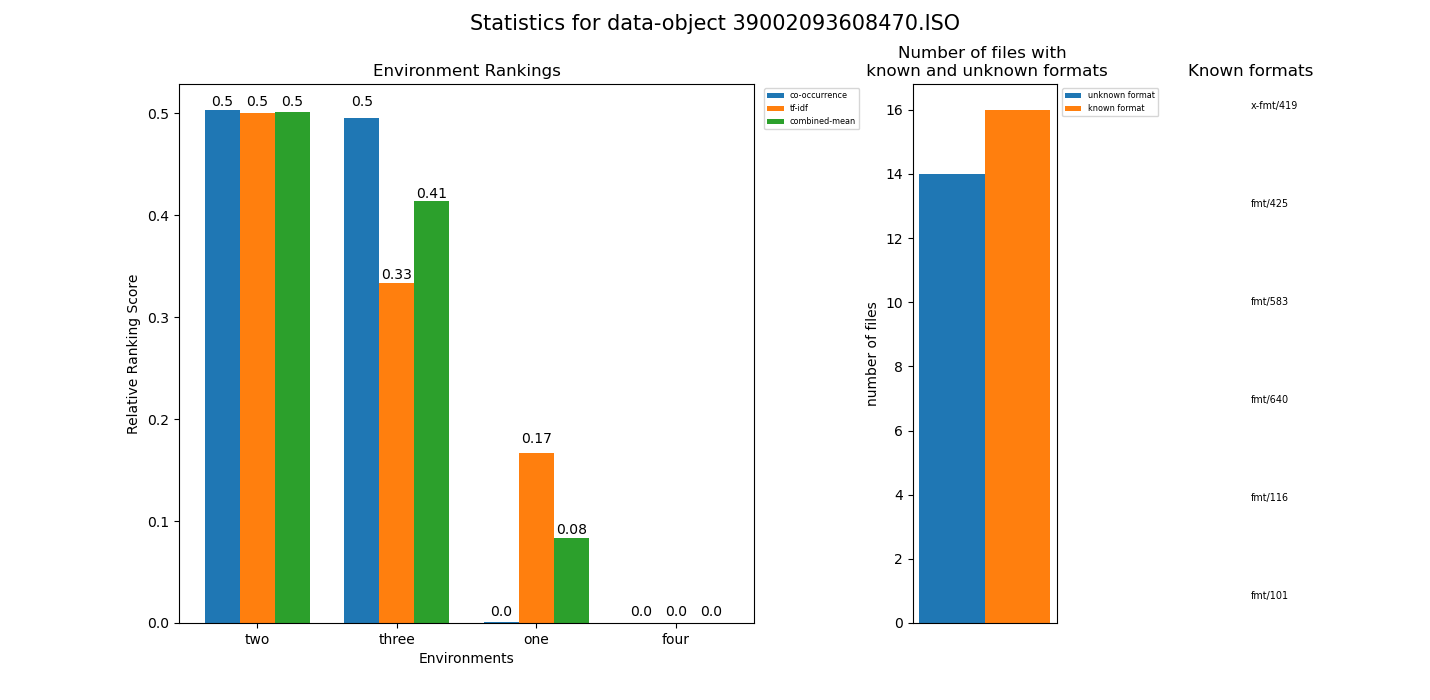 Statistics for data-object 39002093608470.ISO
Environment Rankings
0.5
0.4
0.3
0.2
0.1
0.0
Relative Ranking Score
0.5 0.5 0.5 0.5
0.41
0.33
0.17
0.08
0.0 0.0 0.0 0.0
two three one four
Environments
co-occurrence
tf-idf
combined-mean
Number of files with
known and unknown formats
16
14
12
10
8
6
4
2
0
number of files
unknown format
known format
Known formats
x-fmt/419
fmt/425
fmt/583
fmt/640
fmt/116
fmt/101